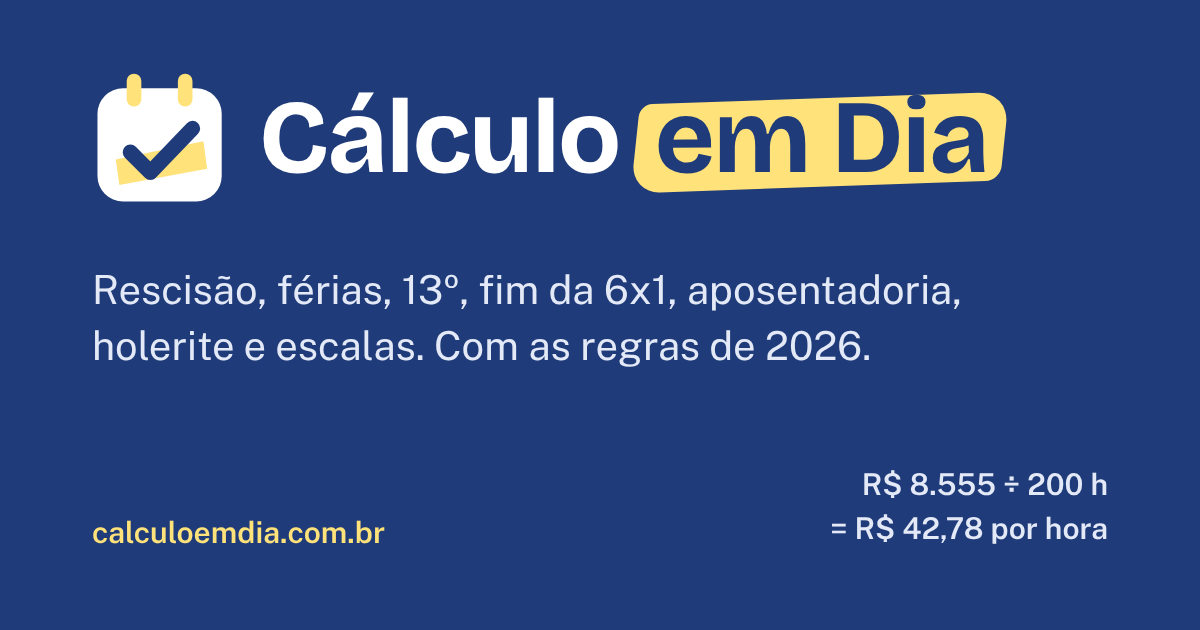 Cálculo em Dia
Rescisão, férias, 13º, fim da 6x1, aposentadoria,
holerite e escalas. Com as regras de 2026.
R$ 8.555 ÷ 200 h
= R$ 42,78 por hora
calculoemdia.com.br